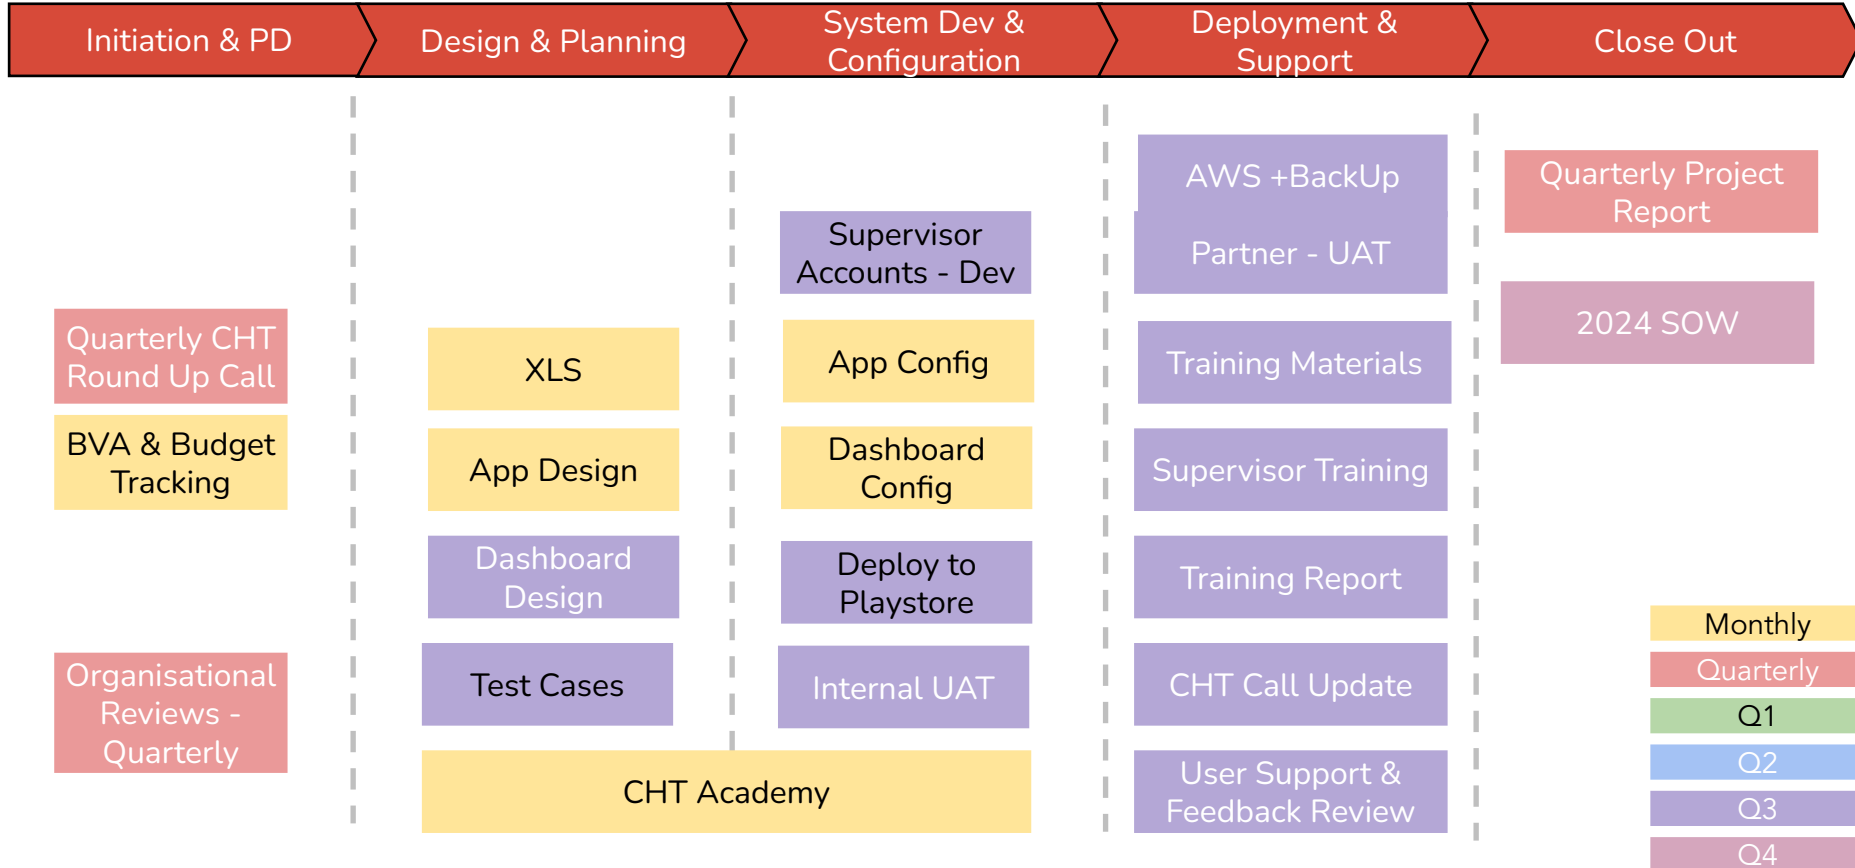 Initiation & PD
Design & Planning
System Dev &
Configuration
Deployment &
Support
Close Out
Quarterly CHT
Round Up Call
BVA & Budget
Tracking
Organisational
Reviews -
Quarterly
XLS
App Design
Dashboard
Design
Test Cases
CHT Academy
Supervisor
Accounts - Dev
App Config
Dashboard
Config
Deploy to
Playstore
Internal UAT
AWS +BackUp
Partner - UAT
Training Materials
Supervisor Training
Training Report
CHT Call Update
User Support &
Feedback Review
Quarterly Project
Report
2024 SOW
Monthly
Quarterly
Q1
Q2
Q3
Q4